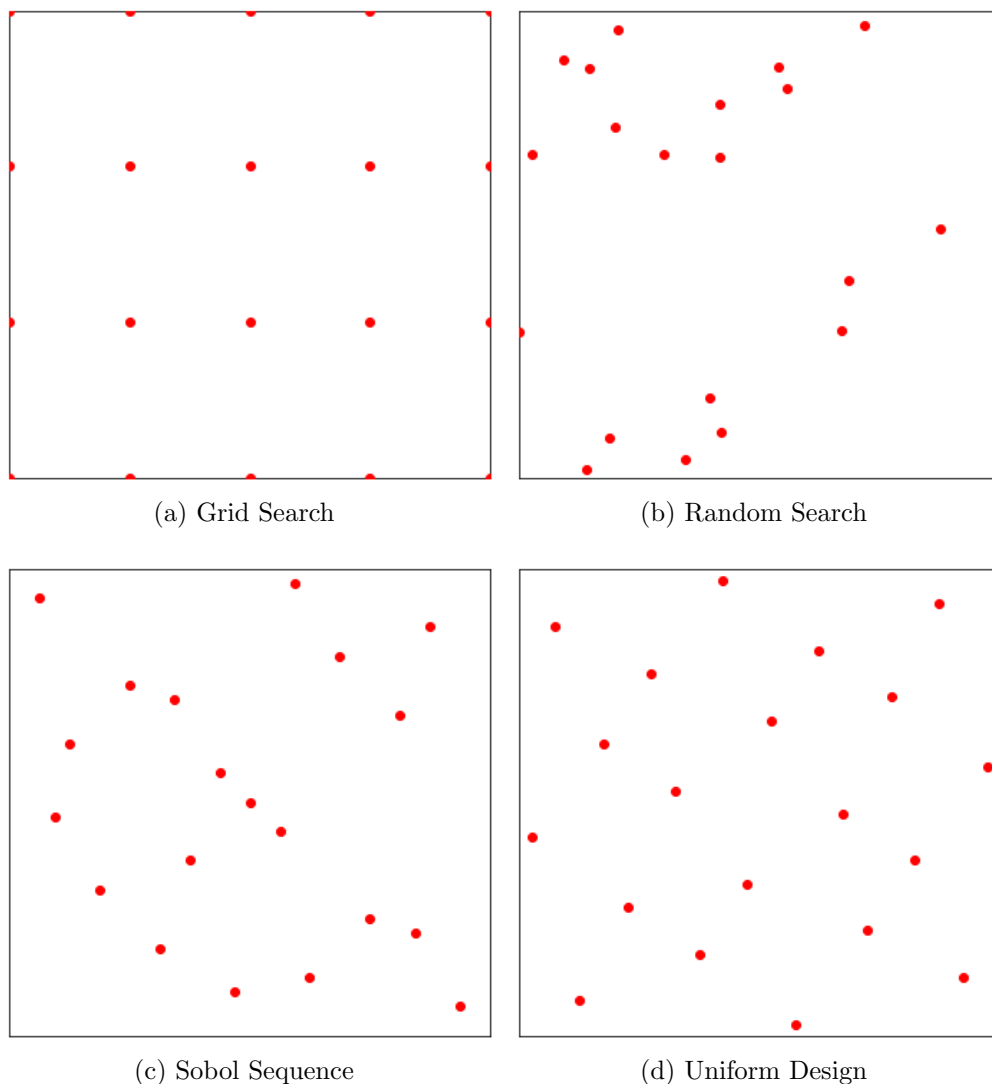 (a) Grid Search
(b) Random Search
(c) Sobol Sequence
(d) Uniform Design